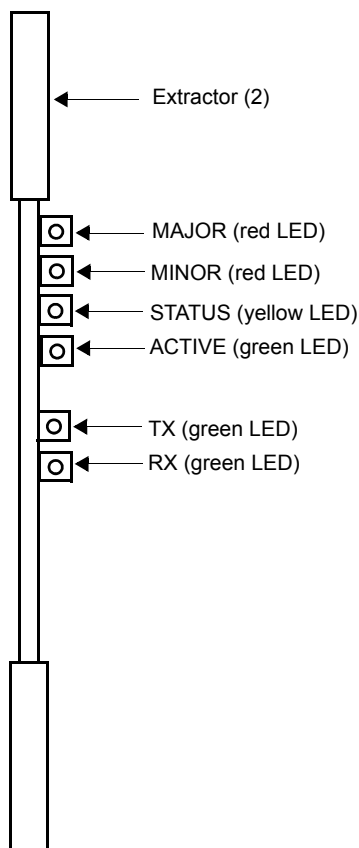 Extractor (2)
MAJOR (red LED)
MINOR (red LED)
STATUS (yellow LED)
ACTIVE (green LED)
TX (green LED)
RX (green LED)